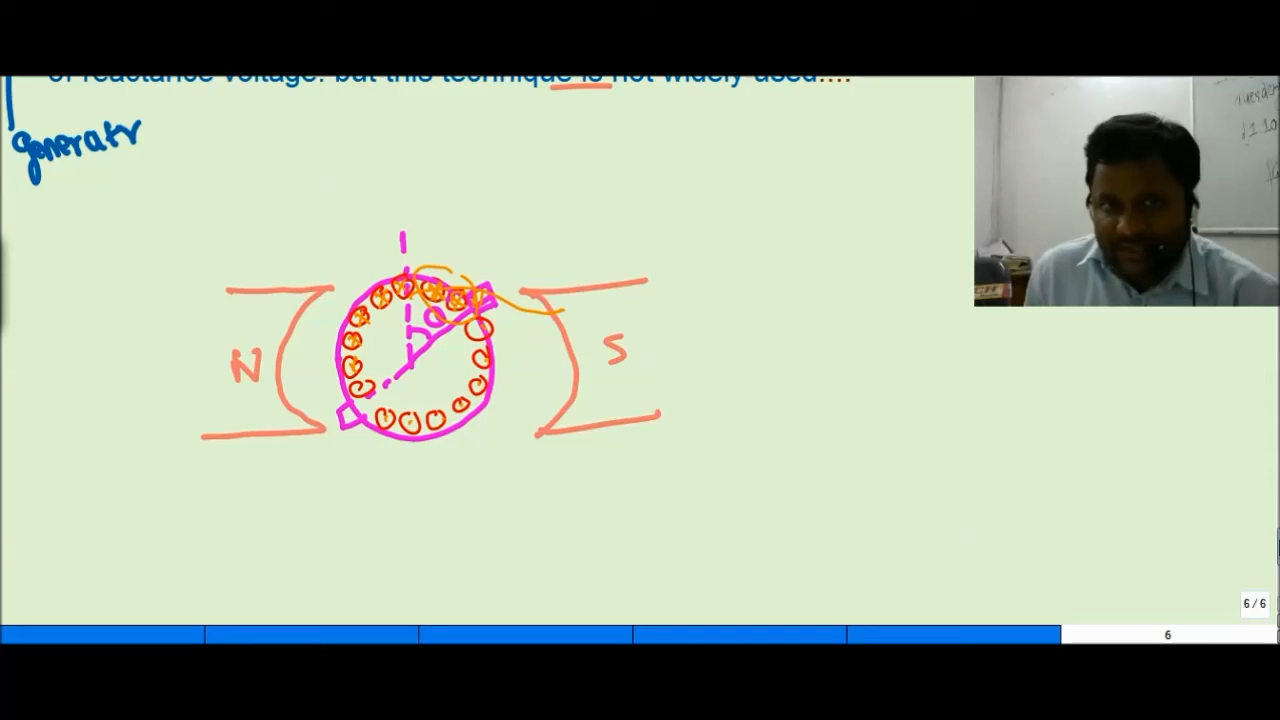 of reactance voltage. but this technique is not widely used....
generatr
θ
N
S
6/6
6